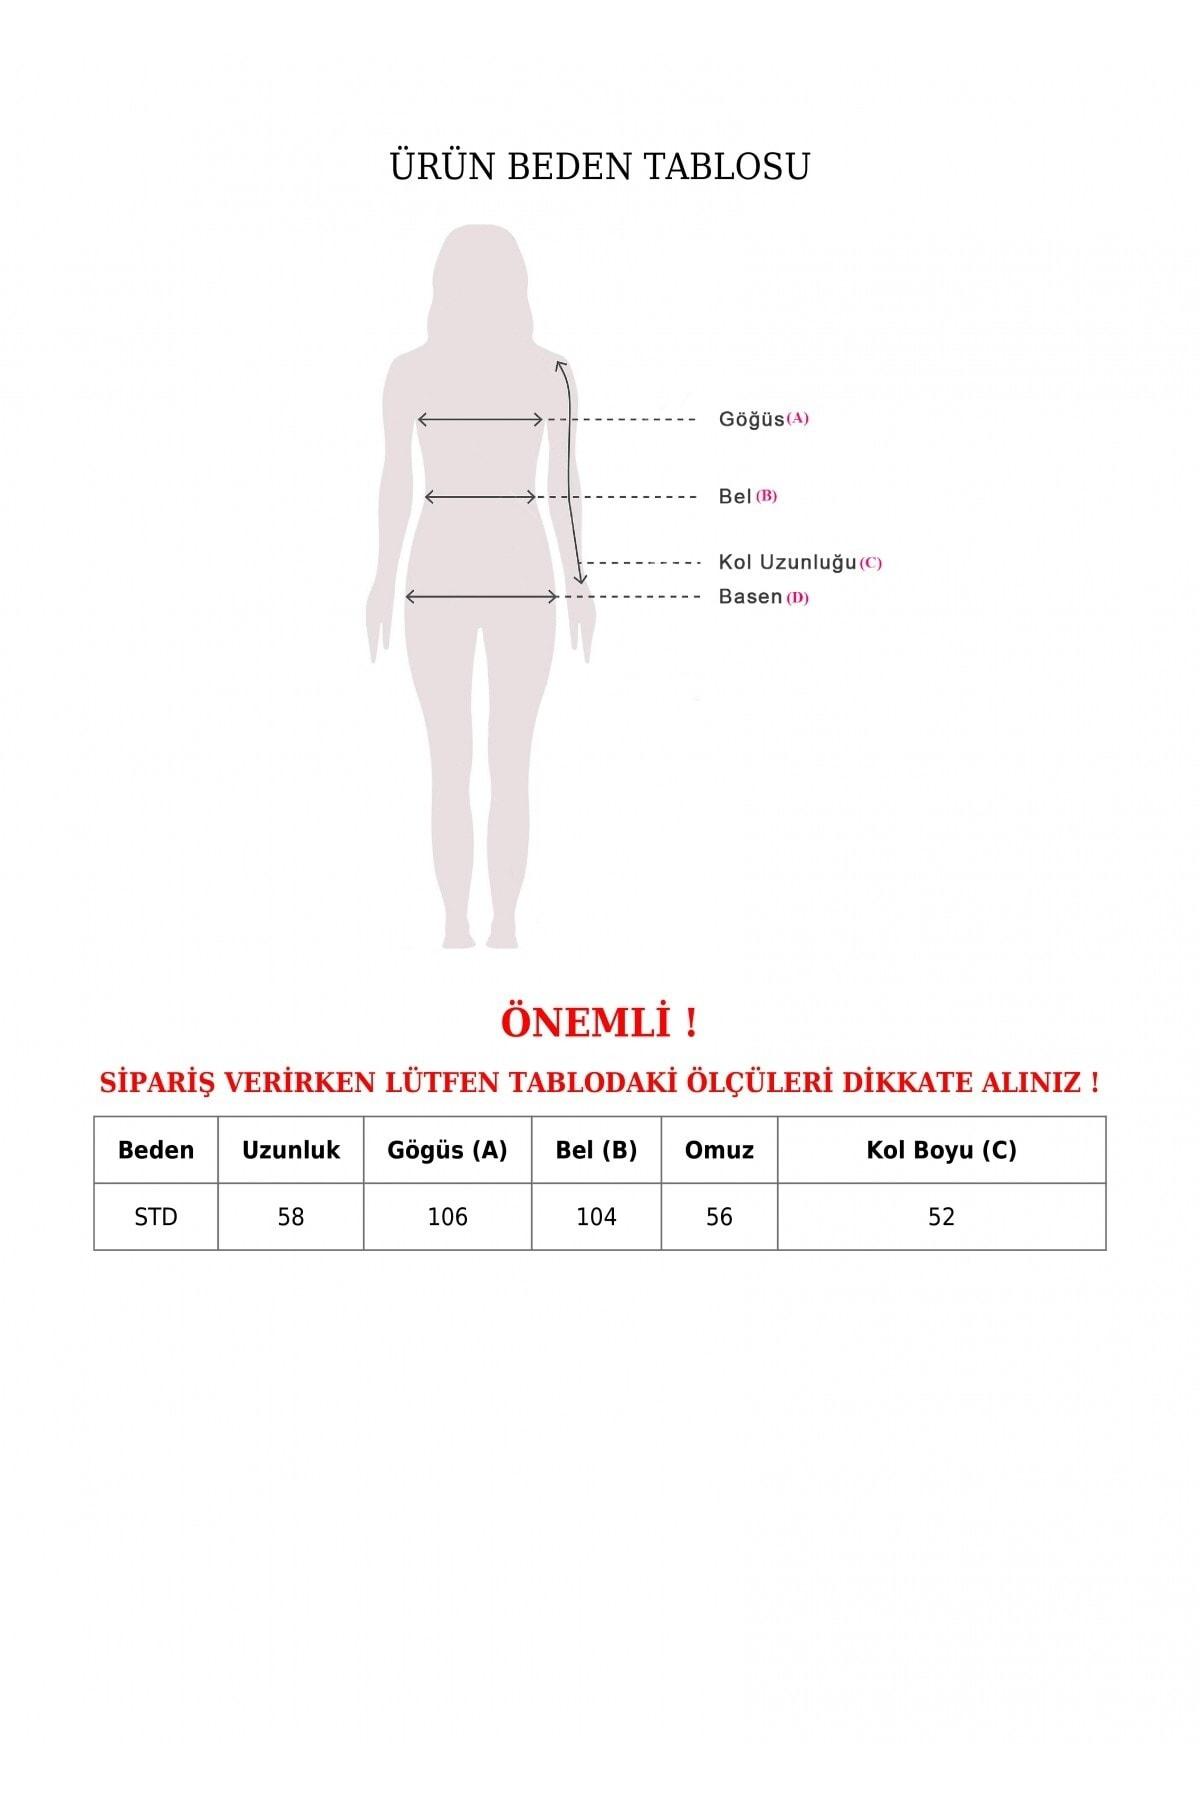 ÜRÜN BEDEN TABLOSU
Göğüs(A)
Bel (B)
Kol Uzunluğu(C)
Basen (D)
ÖNEMLİ !
SİPARİŞ VERİRKEN LÜTFEN TABLODAKİ ÖLÇÜLERİ DİKKATE ALINIZ !
Beden Uzunluk Gögüs (A) Bel (B) Omuz Kol Boyu (C)
STD 58 106 104 56 52